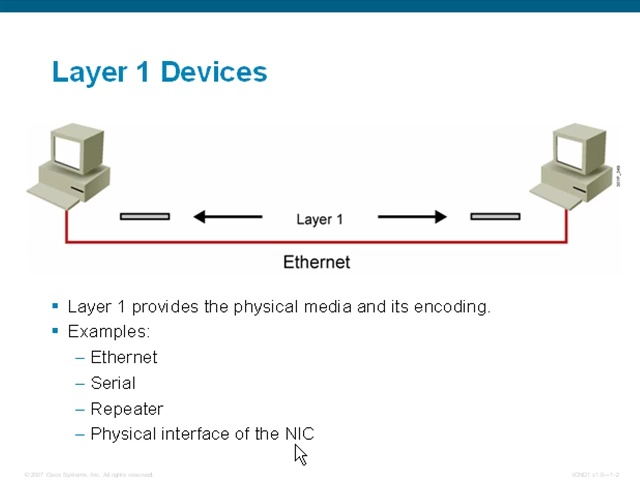 Layer 1 Devices
Layer 1
Ethernet
Layer 1 provides the physical media and its encoding.
Examples:
– Ethernet
– Serial
– Repeater
– Physical interface of the NIC
© 2007 Cisco Systems, Inc. All rights reserved.